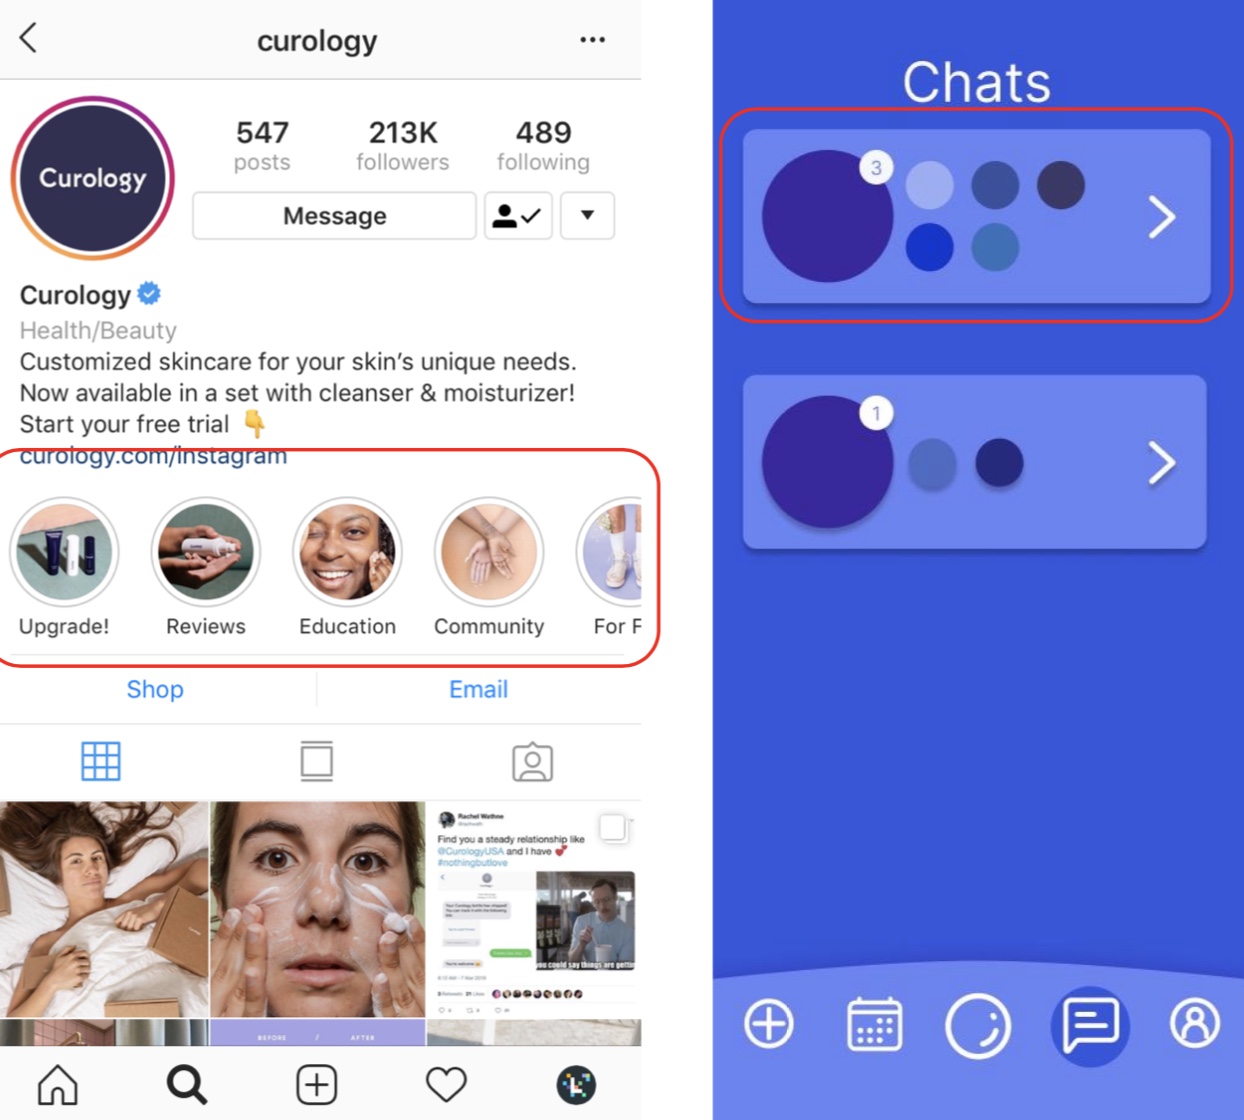 curology
Curology
547
posts
213K
followers
489
following
Message
Curology
Health/Beauty
Customized skincare for your skin’s unique needs.
Now available in a set with cleanser & moisturizer!
Start your free trial 👇
curology.com/instagram
Upgrade!
Reviews
Education
Community
For F
Shop
Email
Rachel Wathne
Find you a steady relationship like
@CurologyUSA and I have 💕
#nothingbutlove
you could say things are gettin
BEFORE / AFTER
Chats
3
1